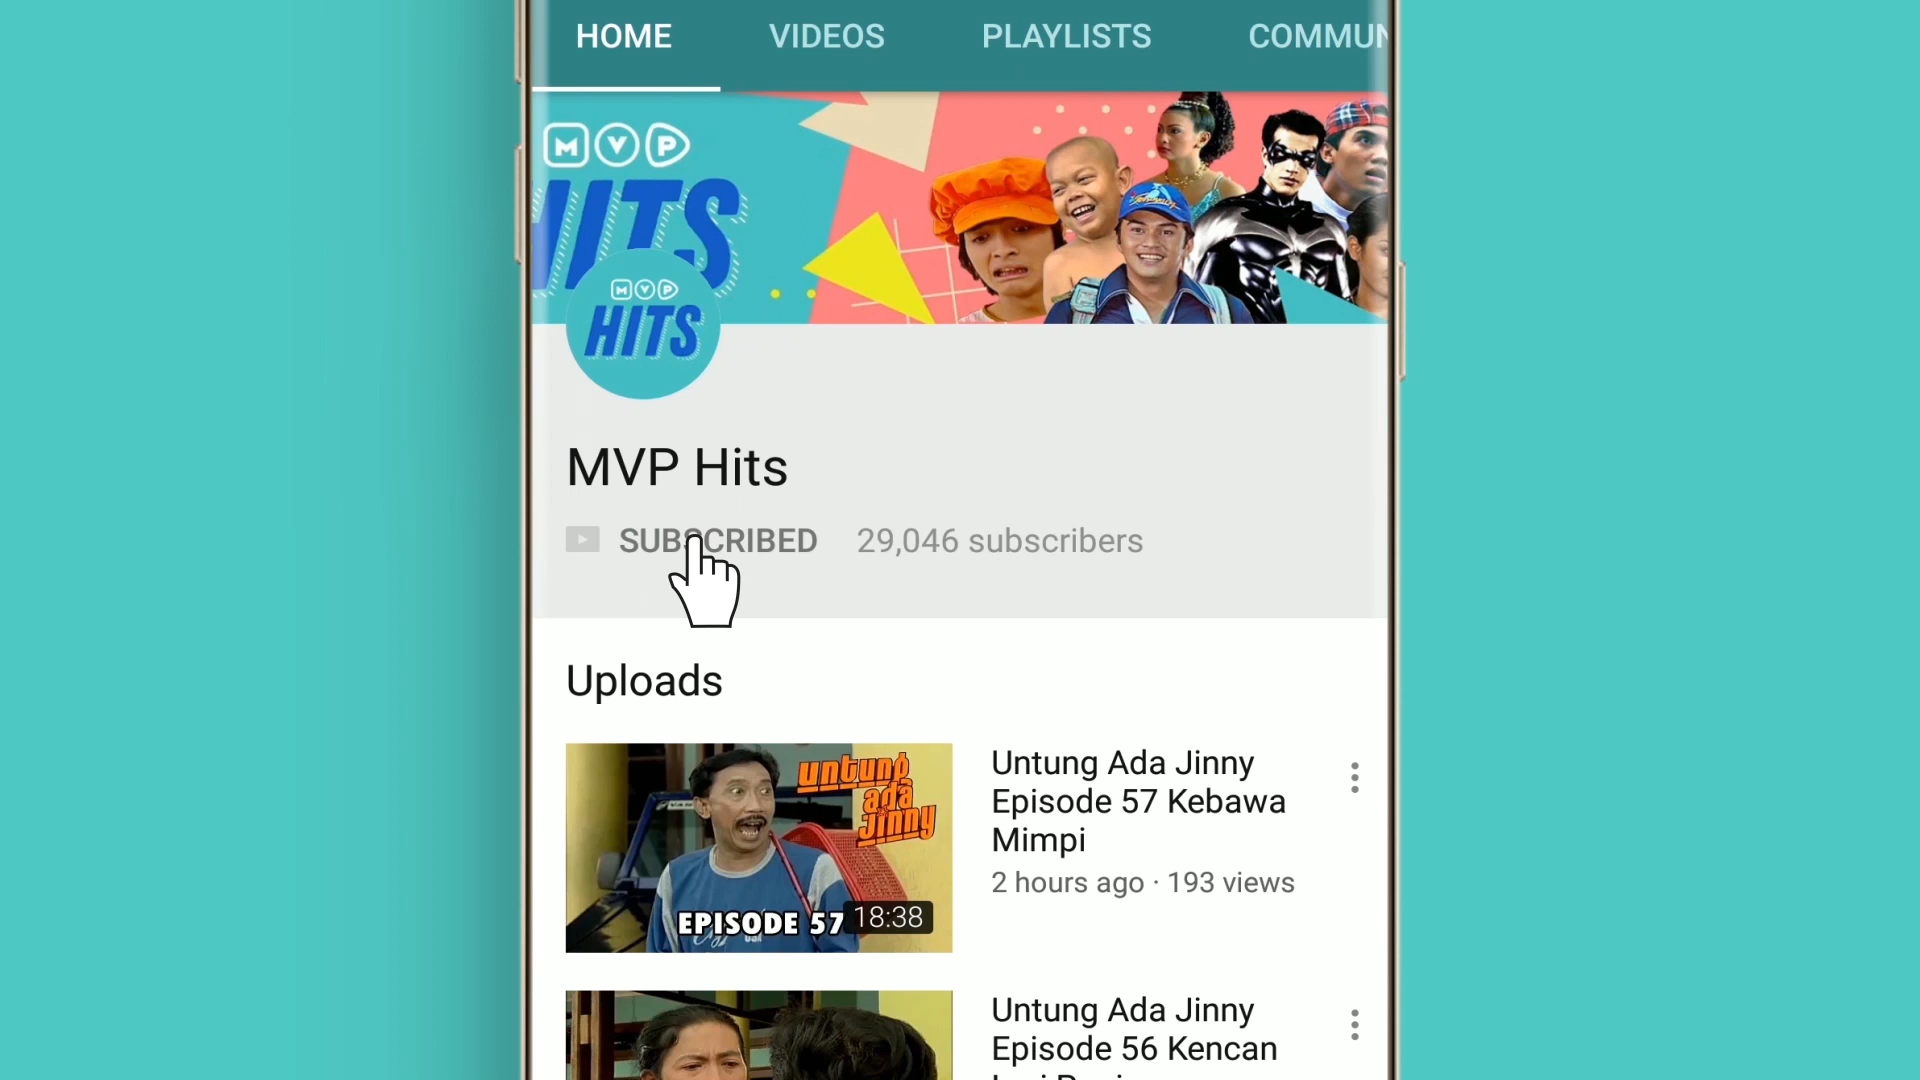 HOME VIDEOS PLAYLISTS COMMUN
MVP
HITS
MVP
HITS
MVP Hits
SUBSCRIBED 29,046 subscribers
Uploads
untung
ada
jinny
EPISODE 57 18:38
Untung Ada Jinny
Episode 57 Kebawa
Mimpi
2 hours ago · 193 views
Untung Ada Jinny
Episode 56 Kencan